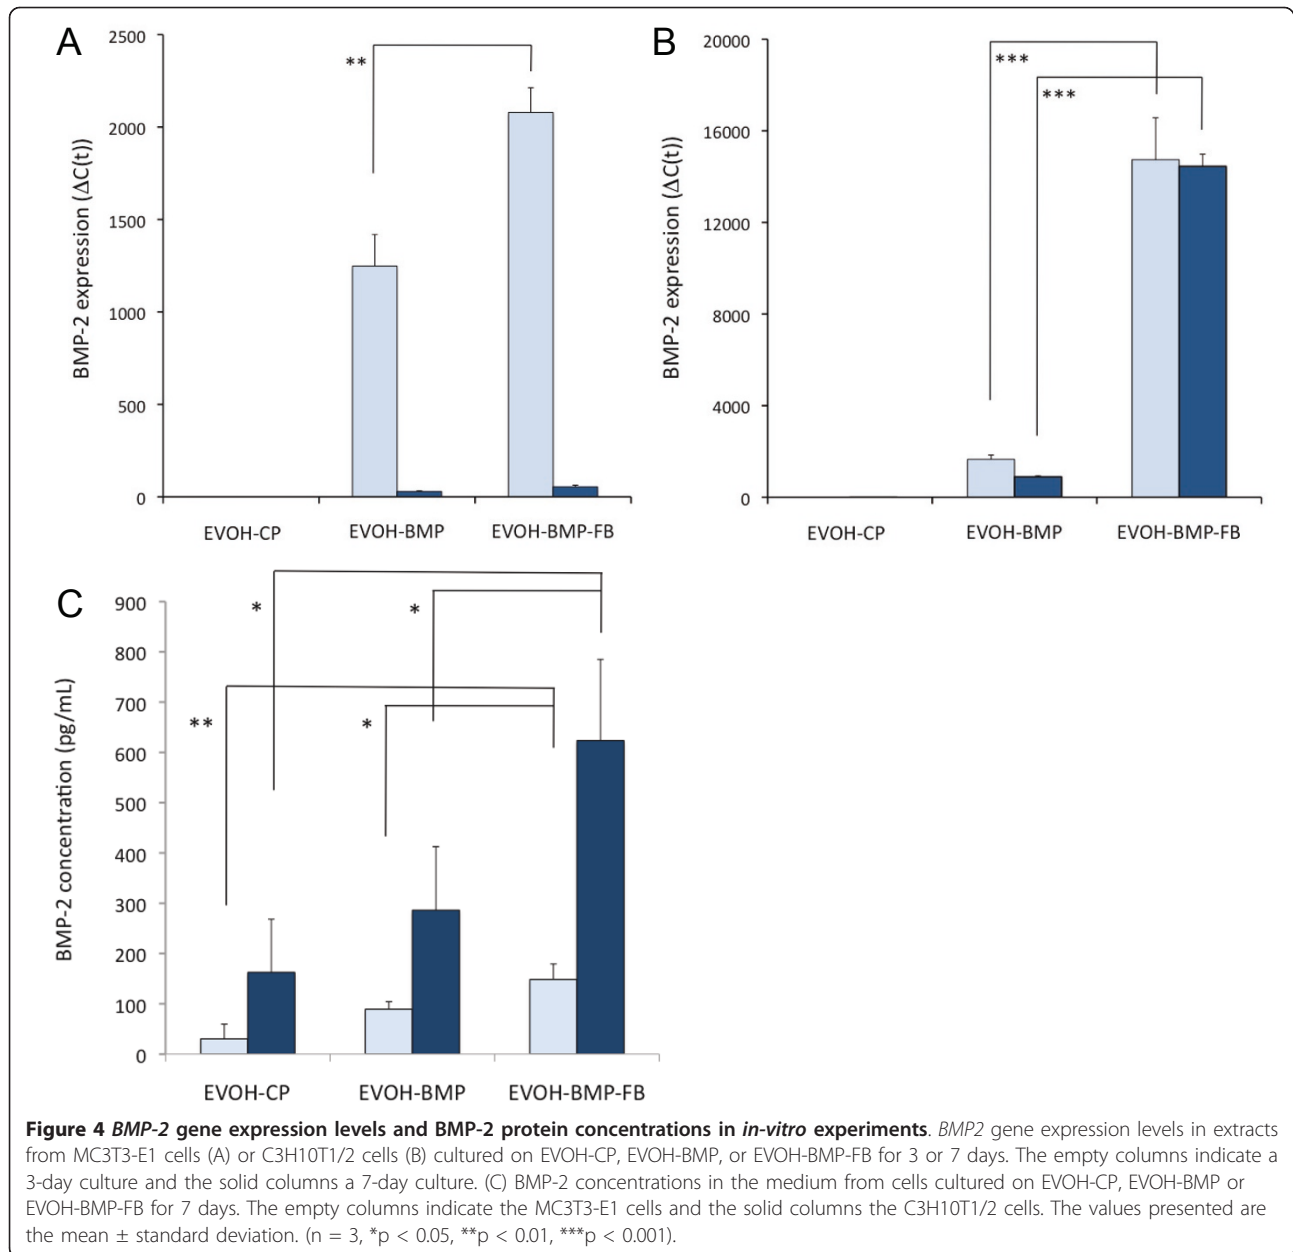 A
2500
2000
1500
1000
500
0
BMP-2 expression (ΔC(t))
**
EVOH-CP EVOH-BMP EVOH-BMP-FB
B
20000
16000
12000
8000
4000
0
BMP-2 expression (ΔC(t))
***
***
EVOH-CP EVOH-BMP EVOH-BMP-FB
C
900
800
700
600
500
400
300
200
100
0
BMP-2 concentration (pg/mL)
*
*
**
*
EVOH-CP EVOH-BMP EVOH-BMP-FB
Figure 4 BMP-2 gene expression levels and BMP-2 protein concentrations in in-vitro experiments. BMP2 gene expression levels in extracts
from MC3T3-E1 cells (A) or C3H10T1/2 cells (B) cultured on EVOH-CP, EVOH-BMP, or EVOH-BMP-FB for 3 or 7 days. The empty columns indicate a
3-day culture and the solid columns a 7-day culture. (C) BMP-2 concentrations in the medium from cells cultured on EVOH-CP, EVOH-BMP or
EVOH-BMP-FB for 7 days. The empty columns indicate the MC3T3-E1 cells and the solid columns the C3H10T1/2 cells. The values presented are
the mean ± standard deviation. (n = 3, *p < 0.05, **p < 0.01, ***p < 0.001).